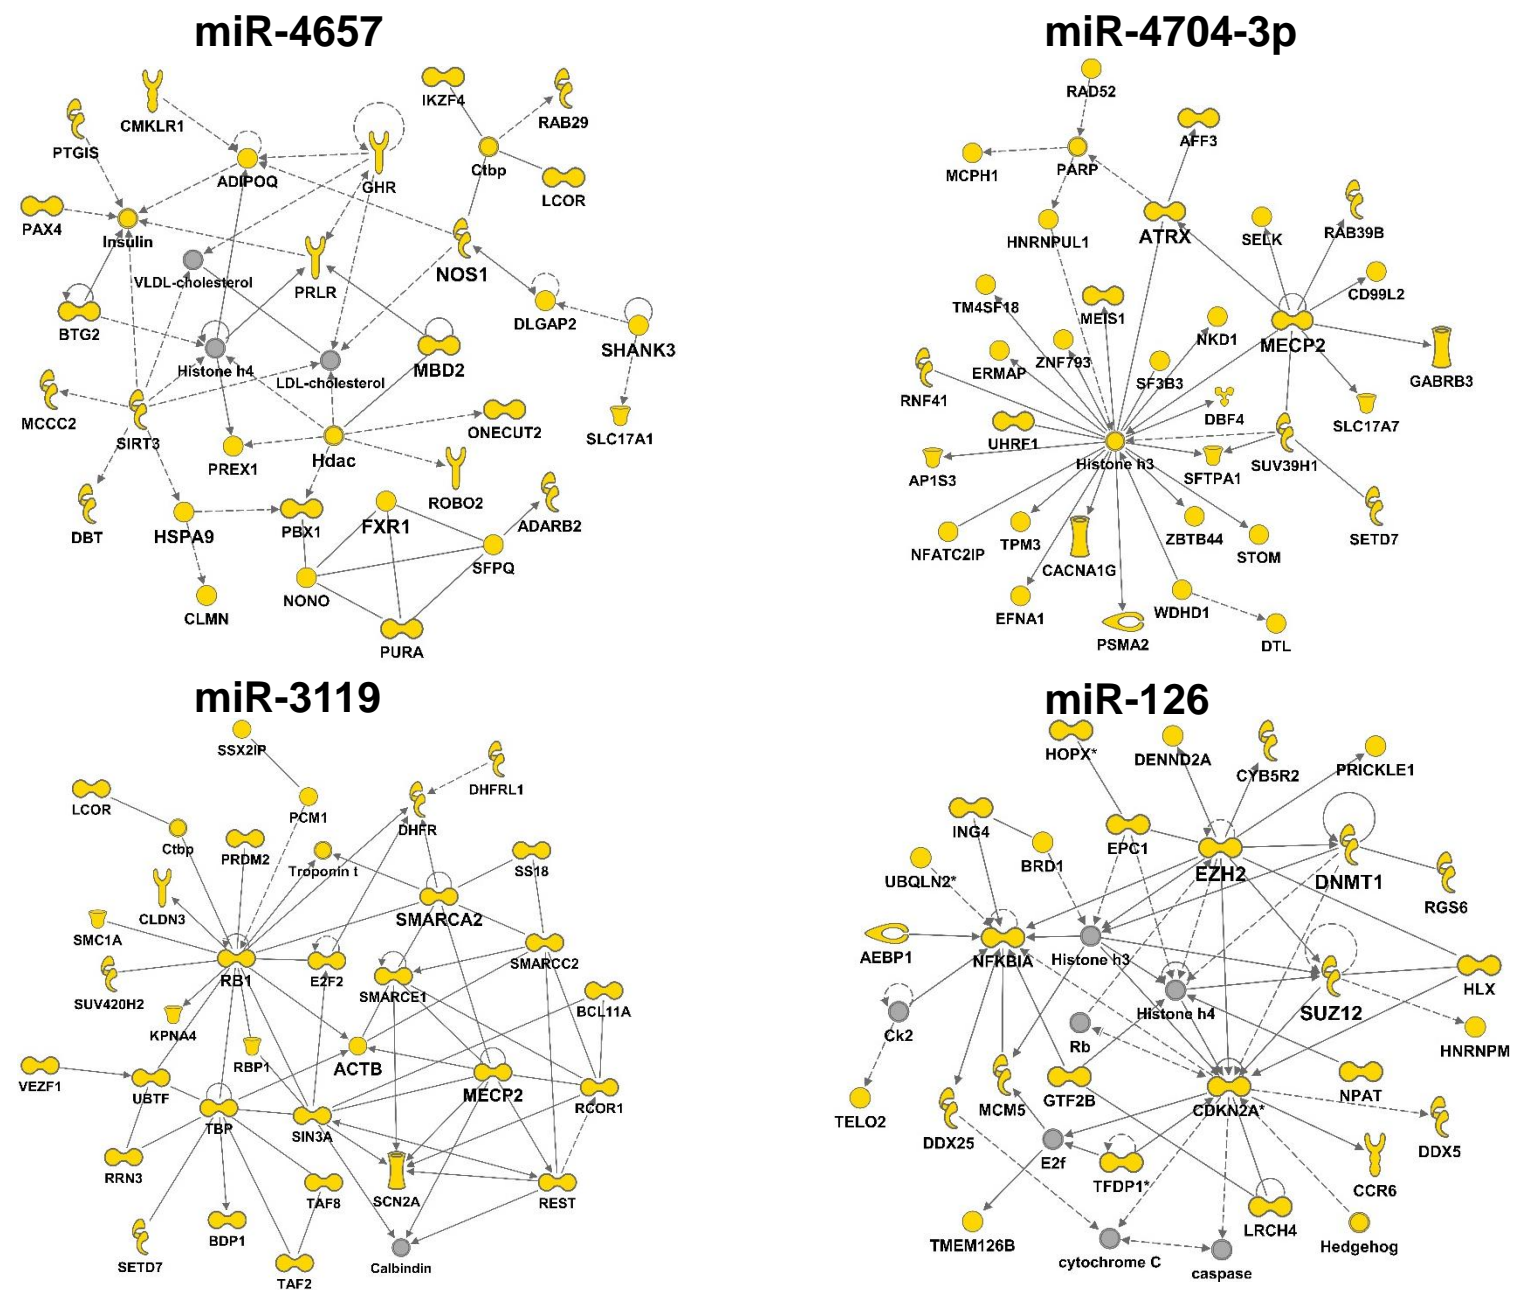 miR-4657
CMKLR1
IKZF4
RAB29
PTGIS
ADIPOQ
GHR
Ctbp
LCOR
PAX4
Insulin
VLDL-cholesterol
PRLR
NOS1
BTG2
DLGAP2
SHANK3
Histone h4
LDL-cholesterol
MBD2
MCCC2
SIRT3
PREX1
Hdac
ONECUT2
SLC17A1
ROBO2
DBT
HSPA9
PBX1
FXR1
ADARB2
SFPQ
NONO
CLMN
PURA
miR-4704-3p
RAD52
AFF3
MCPH1
PARP
HNRNPUL1
ATRX
SELK
RAB39B
TM4SF18
MEIS1
CD99L2
NKD1
MECP2
ERMAP
ZNF793
SF3B3
GABRB3
RNF41
DBF4
SLC17A7
UHRF1
Histone h3
SFTPA1
SUV39H1
AP1S3
NFATC2IP
TPM3
CACNA1G
ZBTB44
STOM
SETD7
EFNA1
PSMA2
WDHD1
DTL
miR-3119
SSX2IP
DHFRL1
LCOR
PCM1
DHFR
Ctbp
PRDM2
Troponin t
SS18
CLDN3
SMARCA2
SMC1A
RB1
E2F2
SMARCC2
SMARCE1
SUV420H2
KPNA4
BCL11A
RBP1
ACTB
VEZF1
UBTF
MECP2
RCOR1
TBP
SIN3A
RRN3
TAF8
SCN2A
REST
SETD7
BDP1
TAF2
Calbindin
miR-126
HOPX*
DENND2A
CYB5R2
PRICKLE1
ING4
BRD1
EPC1
UBQLN2*
EZH2
DNMT1
RGS6
AEBP1
NFKBIA
Histone h3
HLX
Histone h4
SUZ12
Ck2
Rb
HNRNPM
MCM5
GTF2B
CDKN2A*
NPAT
TELO2
DDX25
DDX5
E2f
TFDP1*
CCR6
TMEM126B
LRCH4
Hedgehog
cytochrome C
caspase